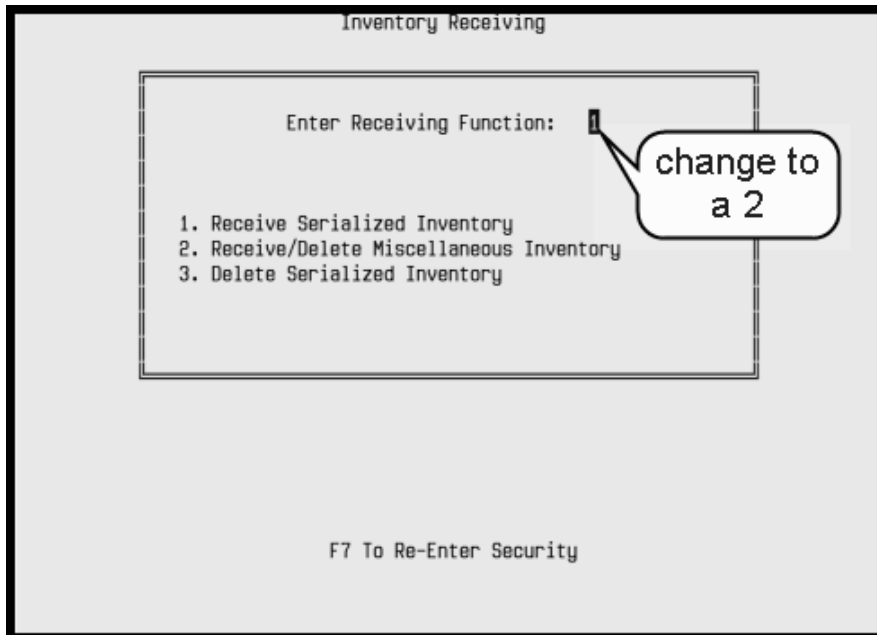 Inventory Receiving
Enter Receiving Function: 1
change to
a 2
1. Receive Serialized Inventory
2. Receive/Delete Miscellaneous Inventory
3. Delete Serialized Inventory
F7 To Re-Enter Security